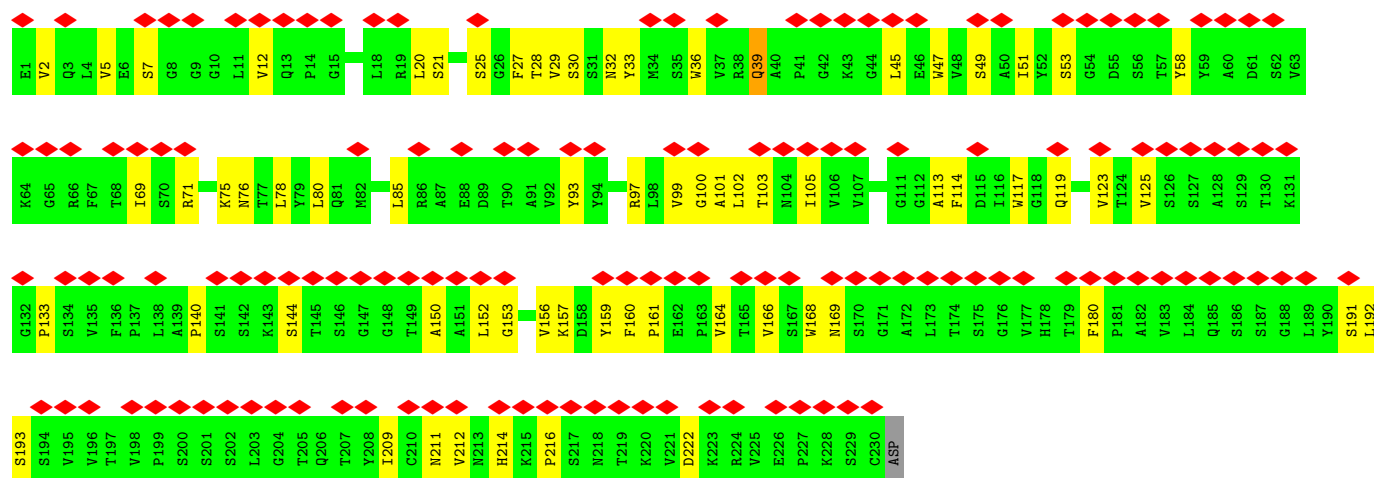 E1 V2 Q3 L4 V5 E6 S7 G8 G9 G10 L11 V12 Q13 P14 G15 L18 R19 L20 S21 S25 G26 F27 T28 V29 S30 S31 N32 Y33 M34 S35 W36 V37 R38 Q39 A40 P41 G42 K43 G44 L45 E46 W47 V48 S49 A50 I51 Y52 S53 G54 D55 S56 T57 Y58 Y59 A60 D61 S62 V63
K64 G65 R66 F67 T68 I69 S70 R71 K75 N76 T77 L78 Y79 L80 Q81 M82 L85 R86 A87 E88 D89 T90 A91 V92 Y93 Y94 R97 L98 V99 G100 A101 L102 T103 N104 I105 V106 V107 G111 G112 A113 F114 D115 I116 W117 G118 Q119 V123 T124 V125 S126 S127 A128 S129 T130 K131
G132 P133 S134 V135 F136 P137 L138 A139 P140 S141 S142 K143 S144 T145 S146 G147 G148 T149 A150 A151 L152 G153 V156 K157 D158 Y159 F160 P161 E162 P163 V164 T165 V166 S167 W168 N169 S170 G171 A172 L173 T174 S175 G176 V177 H178 T179 F180 P181 A182 V183 L184 Q185 S186 S187 G188 L189 Y190 S191 L192
S193 S194 V195 V196 T197 V198 P199 S200 S201 S202 L203 G204 T205 Q206 T207 Y208 I209 C210 N211 V212 N213 H214 K215 P216 S217 N218 T219 K220 V221 D222 K223 R224 V225 E226 P227 K228 S229 C230 ASP